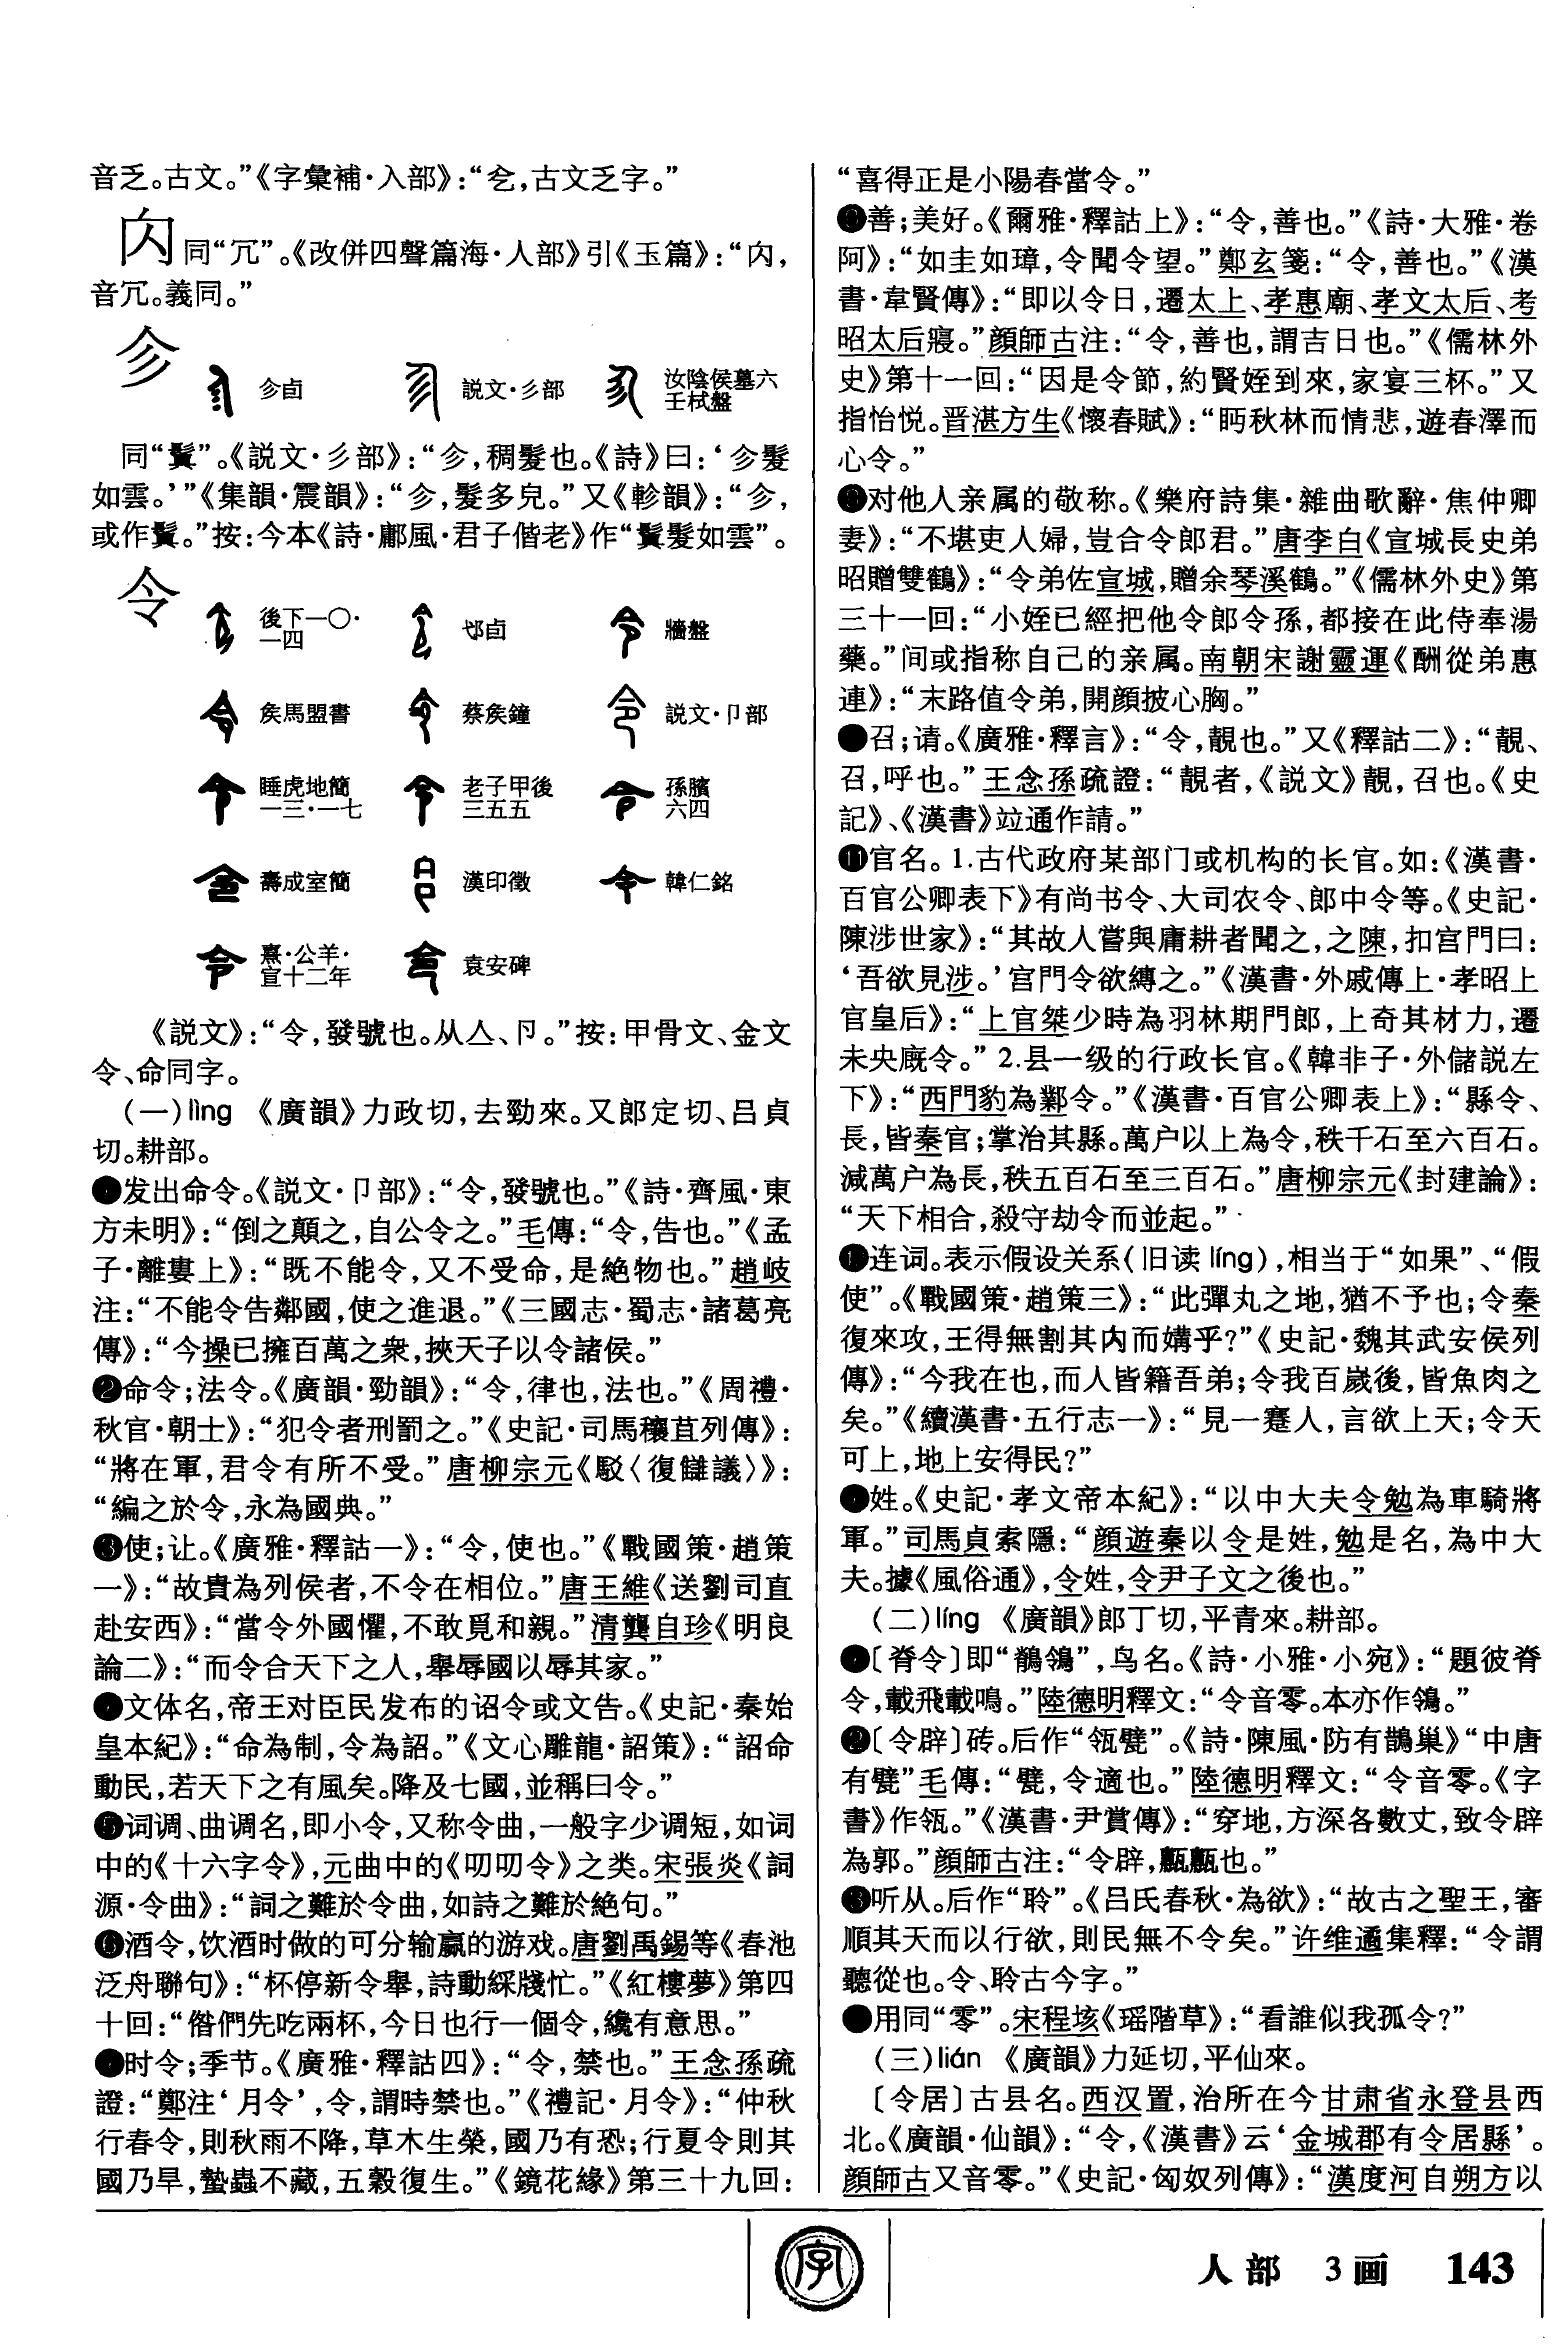 音乏。古文。”《字彙補·入部》：“㐲，古文乏字。”
㐲同“冗”。《改併四聲篇海·人部》引《玉篇》：“内，
音冗。義同。”
㐱
㐱卣
説文·彡部
汝陰侯墓六
壬栻盤
同“鬒”。《説文·彡部》：“㐱，稠髮也。《詩》曰：‘㐱髮
如雲。’”《集韻·震韻》：“㐱，髮多皃。”又《軫韻》：“㐱，
或作鬒。”按：今本《詩·鄘風·君子偕老》作“鬒髮如雲”。
令
後下一〇·
一四
邙卣
牆盤
矦馬盟書
蔡矦鐘
説文·卩部
睡虎地簡
一三·一七
老子甲後
三五五
孫臏
六四
壽成室簡
漢印徵
韓仁銘
熹·公羊·
宣十二年
袁安碑
《説文》：“令，發號也。从亼、卩。”按：甲骨文、金文
令、命同字。
（一）lìng 《廣韻》力政切，去勁來。又郎定切、吕貞
切。耕部。
❶发出命令。《説文·卩部》：“令，發號也。”《詩·齊風·東
方未明》：“倒之顛之，自公令之。”毛傳：“令，告也。”《孟
子·離婁上》：“既不能令，又不受命，是絶物也。”趙岐
注：“不能令告鄰國，使之進退。”《三國志·蜀志·諸葛亮
傳》：“今操已擁百萬之衆，挾天子以令諸侯。”
❷命令；法令。《廣韻·勁韻》：“令，律也，法也。”《周禮·
秋官·朝士》：“犯令者刑罰之。”《史記·司馬穰苴列傳》：
“將在軍，君令有所不受。”唐柳宗元《駁〈復讎議〉》：
“編之於令，永為國典。”
❸使；让。《廣雅·釋詁一》：“令，使也。”《戰國策·趙策
一》：“故貴為列侯者，不令在相位。”唐王維《送劉司直
赴安西》：“當令外國懼，不敢覓和親。”清龔自珍《明良
論二》：“而令合天下之人，舉辱國以辱其家。”
❹文体名，帝王对臣民发布的诏令或文告。《史記·秦始
皇本紀》：“命為制，令為詔。”《文心雕龍·詔策》：“詔命
動民，若天下之有風矣。降及七國，並稱曰令。”
❺词调、曲调名，即小令，又称令曲，一般字少调短，如词
中的《十六字令》，元曲中的《叨叨令》之类。宋張炎《詞
源·令曲》：“詞之難於令曲，如詩之難於絶句。”
❻酒令，饮酒时做的可分输赢的游戏。唐劉禹錫等《春池
泛舟聯句》：“杯停新令舉，詩動綵牋忙。”《紅樓夢》第四
十回：“偺們先吃兩杯，今日也行一個令，纔有意思。”
❼时令；季节。《廣雅·釋詁四》：“令，禁也。”王念孫疏
證：“鄭注‘月令’，令，謂時禁也。”《禮記·月令》：“仲秋
行春令，則秋雨不降，草木生榮，國乃有恐；行夏令則其
國乃旱，蟄蟲不藏，五穀復生。”《鏡花緣》第三十九回：
“喜得正是小陽春當令。”
❽善；美好。《爾雅·釋詁上》：“令，善也。”《詩·大雅·卷
阿》：“如圭如璋，令聞令望。”鄭玄箋：“令，善也。”《漢
書·韋賢傳》：“即以令日，遷太上、孝惠廟、孝文太后、考
昭太后寢。”顔師古注：“令，善也，謂吉日也。”《儒林外
史》第十一回：“因是令節，約賢姪到來，家宴三杯。”又
指怡悦。晋湛方生《懷春賦》：“眄秋林而情悲，遊春澤而
心令。”
❾对他人亲属的敬称。《樂府詩集·雜曲歌辭·焦仲卿
妻》：“不堪吏人婦，豈合令郎君。”唐李白《宣城長史弟
昭贈雙鶴》：“令弟佐宣城，贈余琴溪鶴。”《儒林外史》第
三十一回：“小姪已經把他令郎令孫，都接在此侍奉湯
藥。”间或指称自己的亲属。南朝宋謝靈運《酬從弟惠
連》：“末路值令弟，開顔披心胸。”
❿召；请。《廣雅·釋言》：“令，靚也。”又《釋詁二》：“靚、
召，呼也。”王念孫疏證：“靚者，《説文》靚，召也。《史
記》、《漢書》竝通作請。”
⓫官名。1.古代政府某部门或机构的长官。如：《漢書·
百官公卿表下》有尚书令、大司农令、郎中令等。《史記·
陳涉世家》：“其故人嘗與庸耕者聞之，之陳，扣宫門曰：
‘吾欲見涉。’宫門令欲縛之。”《漢書·外戚傳上·孝昭上
官皇后》：“上官桀少時為羽林期門郎，上奇其材力，遷
未央廄令。”2.县一级的行政长官。《韓非子·外儲説左
下》：“西門豹為鄴令。”《漢書·百官公卿表上》：“縣令、
長，皆秦官；掌治其縣。萬户以上為令，秩千石至六百石。
減萬户為長，秩五百石至三百石。”唐柳宗元《封建論》：
“天下相合，殺守劫令而並起。”
⓬连词。表示假设关系（旧读líng），相当于“如果”、“假
使”。《戰國策·趙策三》：“此彈丸之地，猶不予也；令秦
復來攻，王得無割其内而媾乎？”《史記·魏其武安侯列
傳》：“今我在也，而人皆籍吾弟；令我百歲後，皆魚肉之
矣。”《續漢書·五行志一》：“見一蹇人，言欲上天；令天
可上，地上安得民？”
⓭姓。《史記·孝文帝本紀》：“以中大夫令勉為車騎將
軍。”司馬貞索隱：“顔遊秦以令是姓，勉是名，為中大
夫。據《風俗通》，令姓，令尹子文之後也。”
（二）líng 《廣韻》郎丁切，平青來。耕部。
❶〔脊令〕即“鶺鴒”，鸟名。《詩·小雅·小宛》：“題彼脊
令，載飛載鳴。”陸德明釋文：“令音零。本亦作鴒。”
❷〔令辟〕砖。后作“瓴甓”。《詩·陳風·防有鵲巢》“中唐
有甓”毛傳：“甓，令適也。”陸德明釋文：“令音零。《字
書》作瓴。”《漢書·尹賞傳》：“穿地，方深各數丈，致令辟
為郭。”顔師古注：“令辟，甎也。”
❸听从。后作“聆”。《吕氏春秋·為欲》：“故古之聖王，審
順其天而以行欲，則民無不令矣。”许维遹集釋：“令謂
聽從也。令、聆古今字。”
❹用同“零”。宋程垓《瑶階草》：“看誰似我孤令？”
（三）lián 《廣韻》力延切，平仙來。
〔令居〕古县名。西汉置，治所在今甘肃省永登县西
北。《廣韻·仙韻》：“令，《漢書》云‘金城郡有令居縣’。
顔師古又音零。”《史記·匈奴列傳》：“漢度河自朔方以
字
人部 3画 143